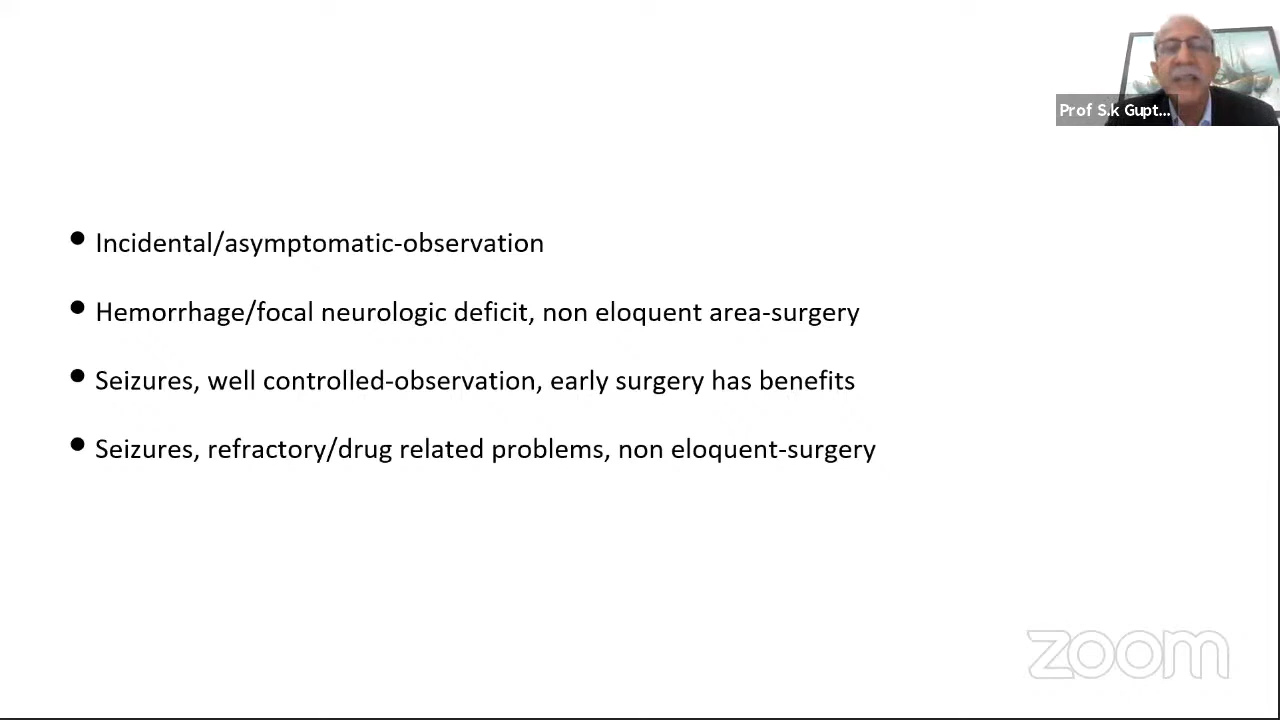 Prof S.k Gupt...
• Incidental/asymptomatic-observation
• Hemorrhage/focal neurologic deficit, non eloquent area-surgery
• Seizures, well controlled-observation, early surgery has benefits
• Seizures, refractory/drug related problems, non eloquent-surgery
zoom